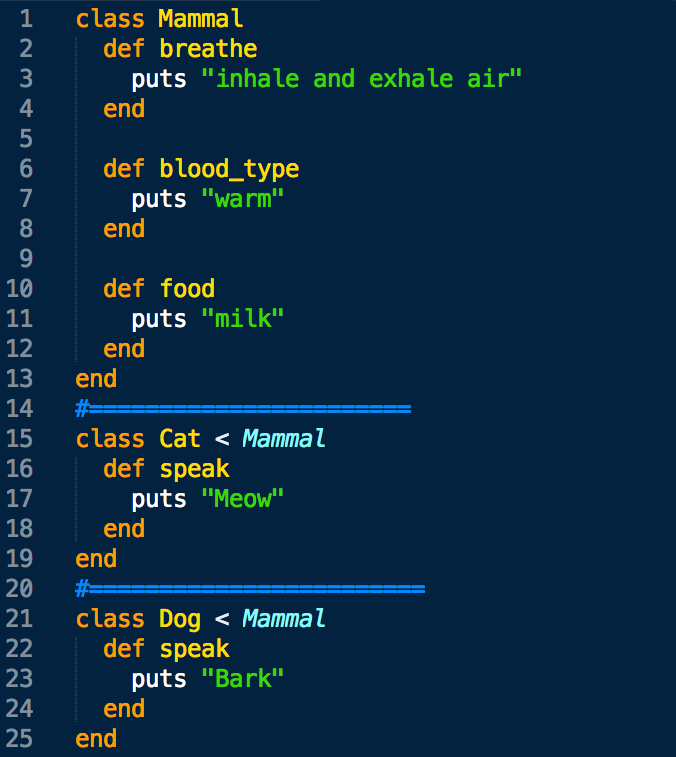 1 class Mammal
2   def breathe
3     puts "inhale and exhale air"
4   end
5
6   def blood_type
7     puts "warm"
8   end
9
10   def food
11     puts "milk"
12   end
13 end
14 #=======================
15 class Cat < Mammal
16   def speak
17     puts "Meow"
18   end
19 end
20 #========================
21 class Dog < Mammal
22   def speak
23     puts "Bark"
24   end
25 end